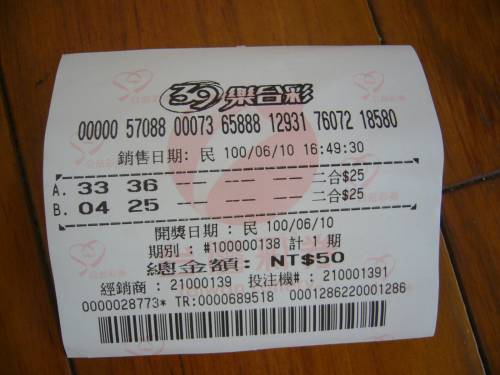 39樂合彩
00000 57088 00073 65888 12931 76072 18580
銷售日期: 民 100/06/10 16:49:30
A. 33 36 -- --- --- 二合$25
B. 04 25 -- --- --- 二合$25
開獎日期 : 民 100/06/10
期別 : #100000138 計 1 期
總金額: NT$50
經銷商 : 21000139 投注機# : 210001391
0000028773* TR:0000689518 0001286220001286